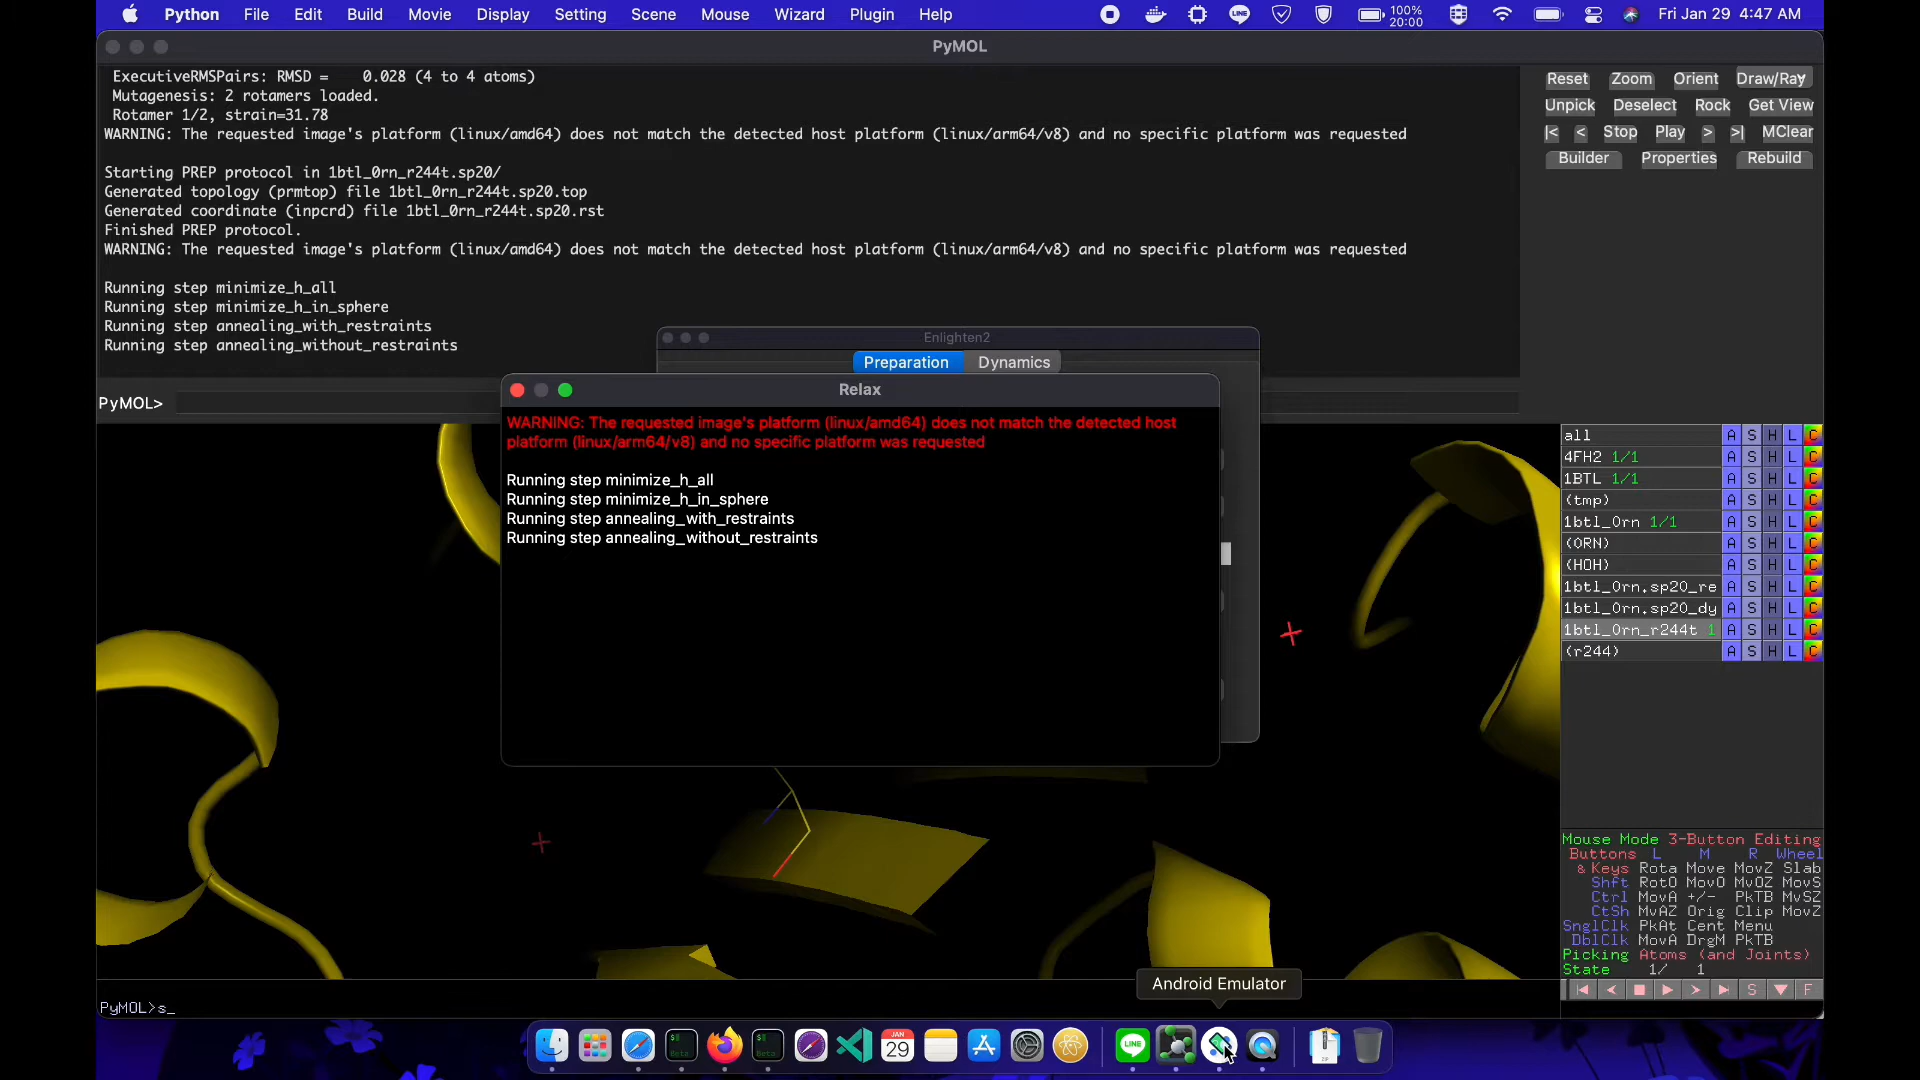 Python File Edit Build Movie Display Setting Scene Mouse Wizard Plugin Help
100%
20:00
Fri Jan 29 4:47 AM
PyMOL
ExecutiveRMSPairs: RMSD = 0.028 (4 to 4 atoms)
Mutagenesis: 2 rotamers loaded.
Rotamer 1/2, strain=31.78
WARNING: The requested image's platform (linux/amd64) does not match the detected host platform (linux/arm64/v8) and no specific platform was requested
Starting PREP protocol in 1btl_0rn_r244t.sp20/
Generated topology (prmtop) file 1btl_0rn_r244t.sp20.top
Generated coordinate (inpcrd) file 1btl_0rn_r244t.sp20.rst
Finished PREP protocol.
WARNING: The requested image's platform (linux/amd64) does not match the detected host platform (linux/arm64/v8) and no specific platform was requested
Running step minimize_h_all
Running step minimize_h_in_sphere
Running step annealing_with_restraints
Running step annealing_without_restraints
PyMOL>
Reset Zoom Orient Draw/Ray
Unpick Deselect Rock Get View
|< < Stop Play > >| MClear
Builder Properties Rebuild
Enlighten2
Preparation Dynamics
Relax
WARNING: The requested image's platform (linux/amd64) does not match the detected host
platform (linux/arm64/v8) and no specific platform was requested
Running step minimize_h_all
Running step minimize_h_in_sphere
Running step annealing_with_restraints
Running step annealing_without_restraints
all A S H L C
4FH2 1/1 A S H L C
1BTL 1/1 A S H L C
(tmp) A S H L C
1btl_0rn 1/1 A S H L C
(ORN) A S H L C
(HOH) A S H L C
1btl_0rn.sp20_re A S H L C
1btl_0rn.sp20_dy A S H L C
1btl_0rn_r244t 1 A S H L C
(r244) A S H L C
Mouse Mode 3-Button Editing
Buttons L M R Wheel
& Keys Rota Move MovZ Slab
Shft RotO MovO MvOZ MovS
Ctrl MovA +/- PkTB MvSZ
CtSh MvAZ Orig Clip MovZ
SnglClk PkAt Cent Menu
DblClk MovA DrgM PkTB
Picking Atoms (and Joints)
State 1/ 1
S F
PyMOL>s_
Android Emulator
JAN
29
LINE
ZIP